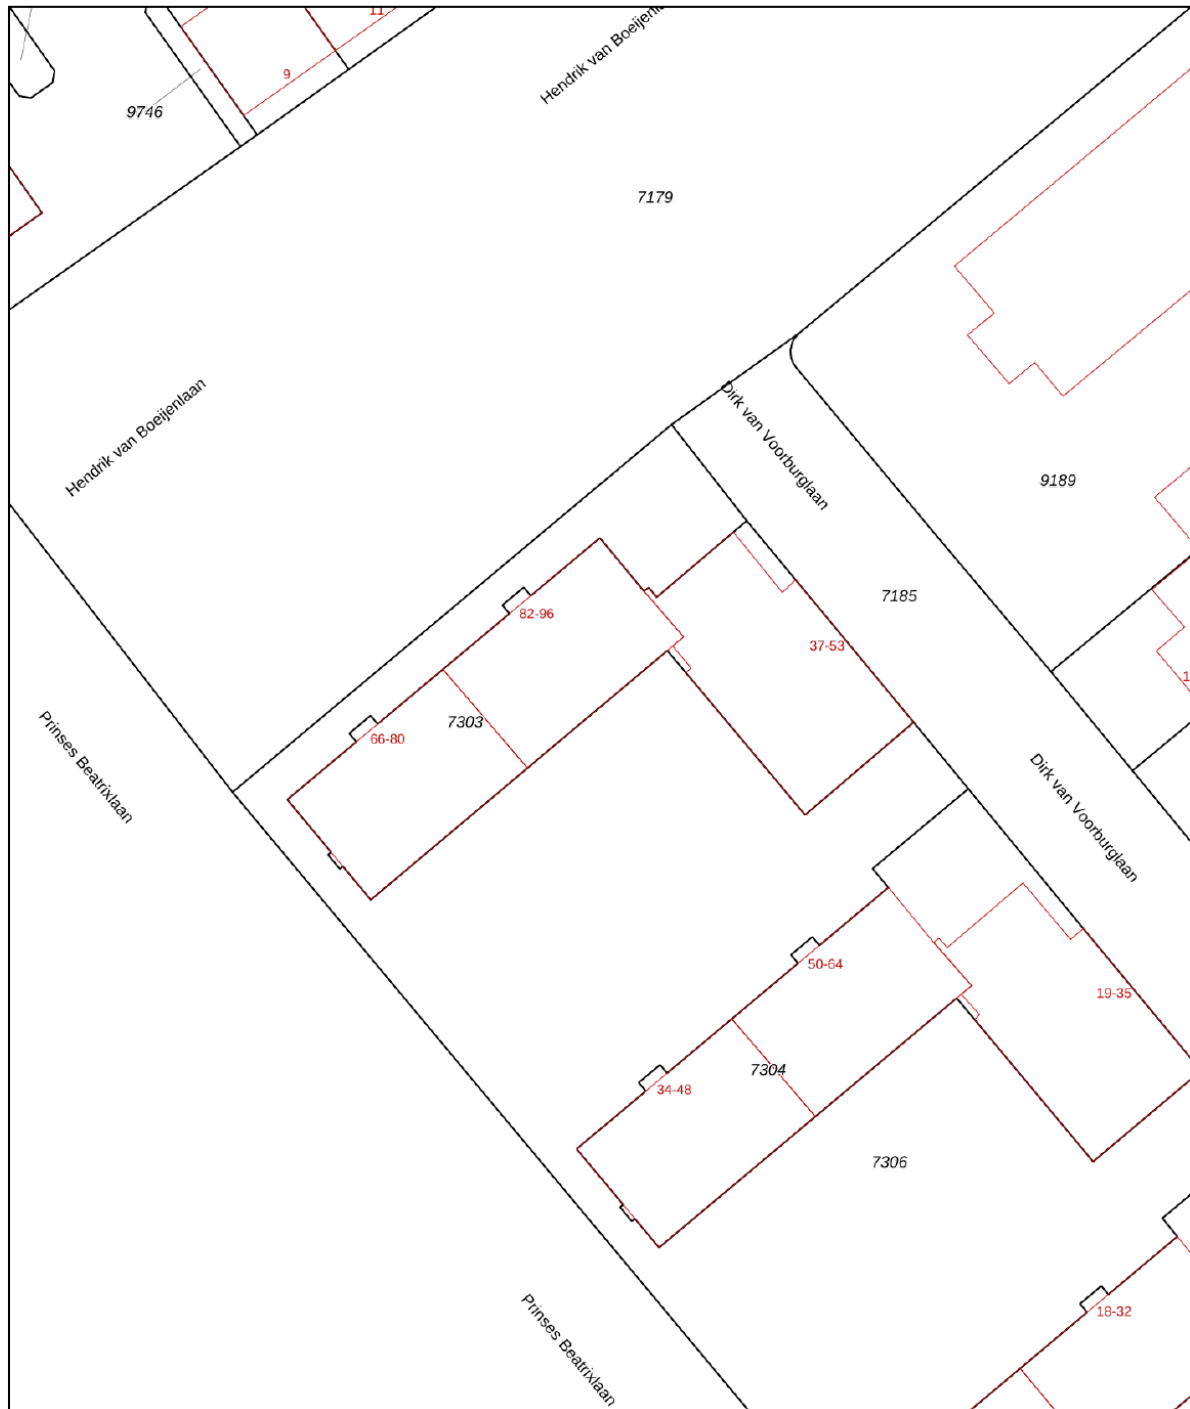 11
Hendrik van Boeijenl
9
9746
7179
Hendrik van Boeijenlaan
Dirk van Voorburglaan
9189
7185
82-96
37-53
7303
66-80
Prinses Beatrixlaan
1
Dirk van Voorburglaan
50-64
19-35
7304
34-48
7306
18-32
Prinses Beatrixlaan